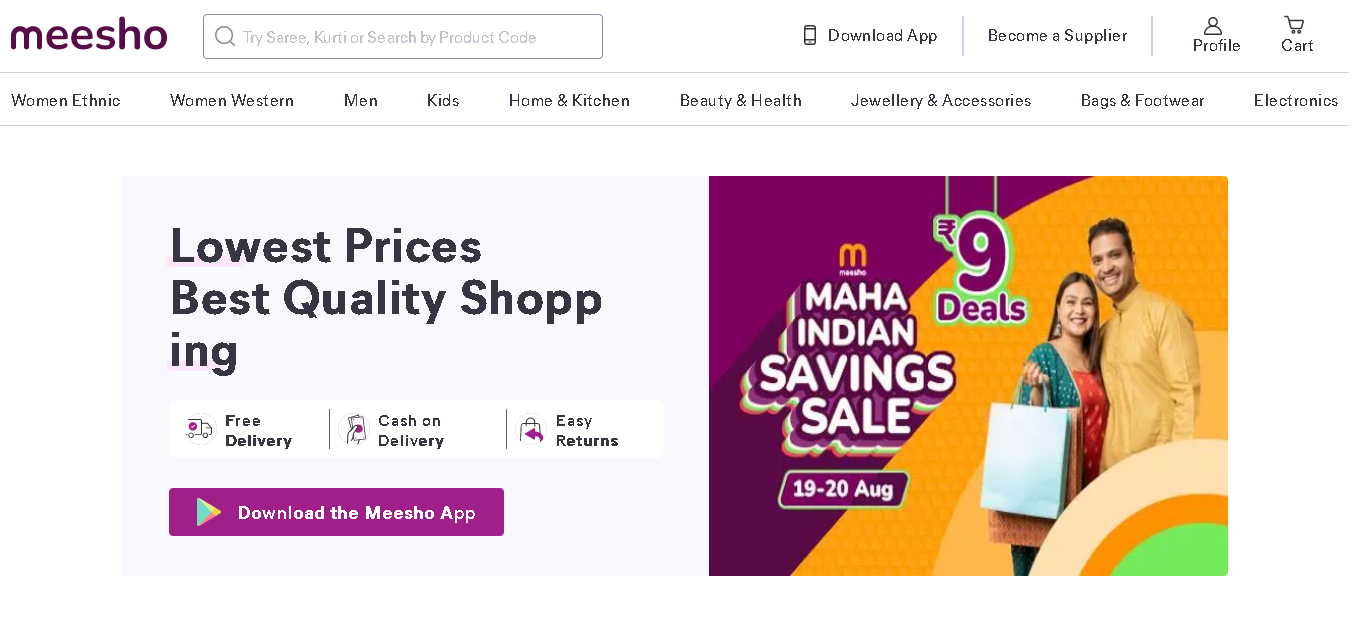 meesho
Try Saree, Kurti or Search by Product Code
Download App
Become a Supplier
Profile
Cart
Women Ethnic
Women Western
Men
Kids
Home & Kitchen
Beauty & Health
Jewellery & Accessories
Bags & Footwear
Electronics
Lowest Prices
Best Quality Shopp
ing
Free
Delivery
Cash on
Delivery
Easy
Returns
Download the Meesho App
m
meesho
MAHA
INDIAN
SAVINGS
SALE
19-20 Aug
₹9
Deals